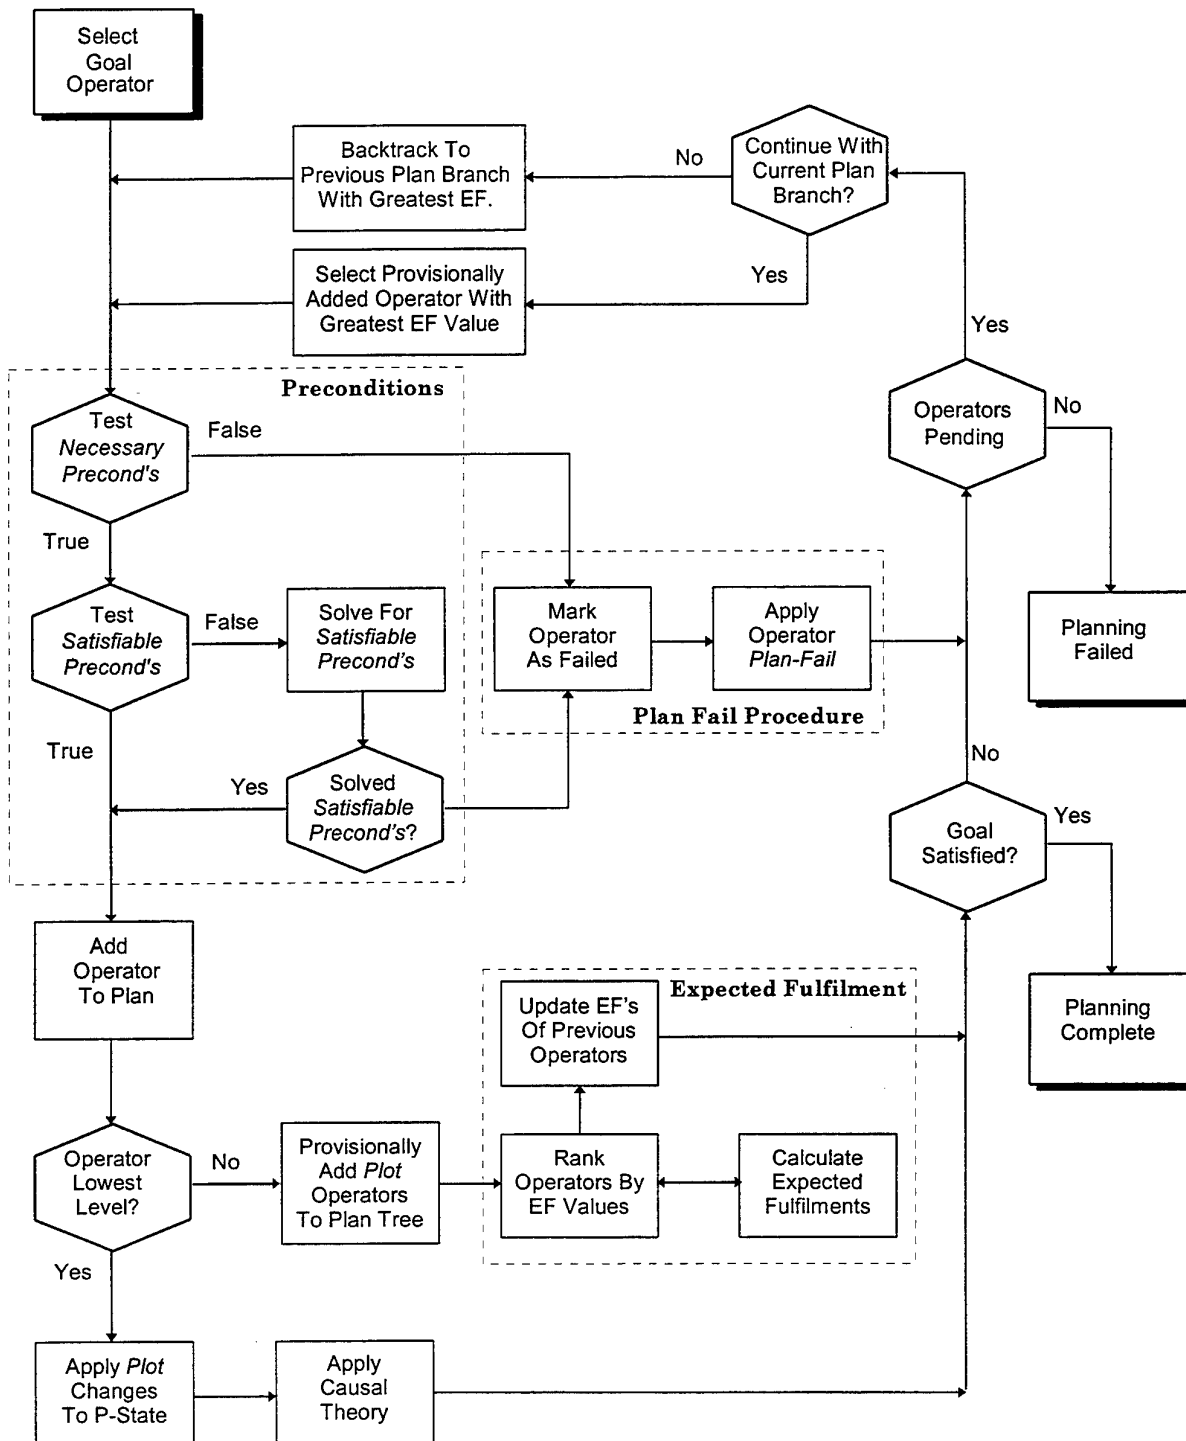 Select
Goal
Operator
Backtrack To
Previous Plan Branch
With Greatest EF.
No
Continue With
Current Plan
Branch?
Select Provisionally
Added Operator With
Greatest EF Value
Yes
Yes
Preconditions
Test
Necessary
Precond's
False
Operators
Pending
No
True
Test
Satisfiable
Precond's
False
Solve For
Satisfiable
Precond's
Mark
Operator
As Failed
Apply
Operator
Plan-Fail
Planning
Failed
Plan Fail Procedure
True
Yes
Solved
Satisfiable
Precond's?
No
Goal
Satisfied?
Yes
Add
Operator
To Plan
Expected Fulfilment
Update EF's
Of Previous
Operators
Planning
Complete
Operator
Lowest
Level?
No
Provisionally
Add Plot
Operators
To Plan Tree
Rank
Operators By
EF Values
Calculate
Expected
Fulfilments
Yes
Apply Plot
Changes
To P-State
Apply
Causal
Theory